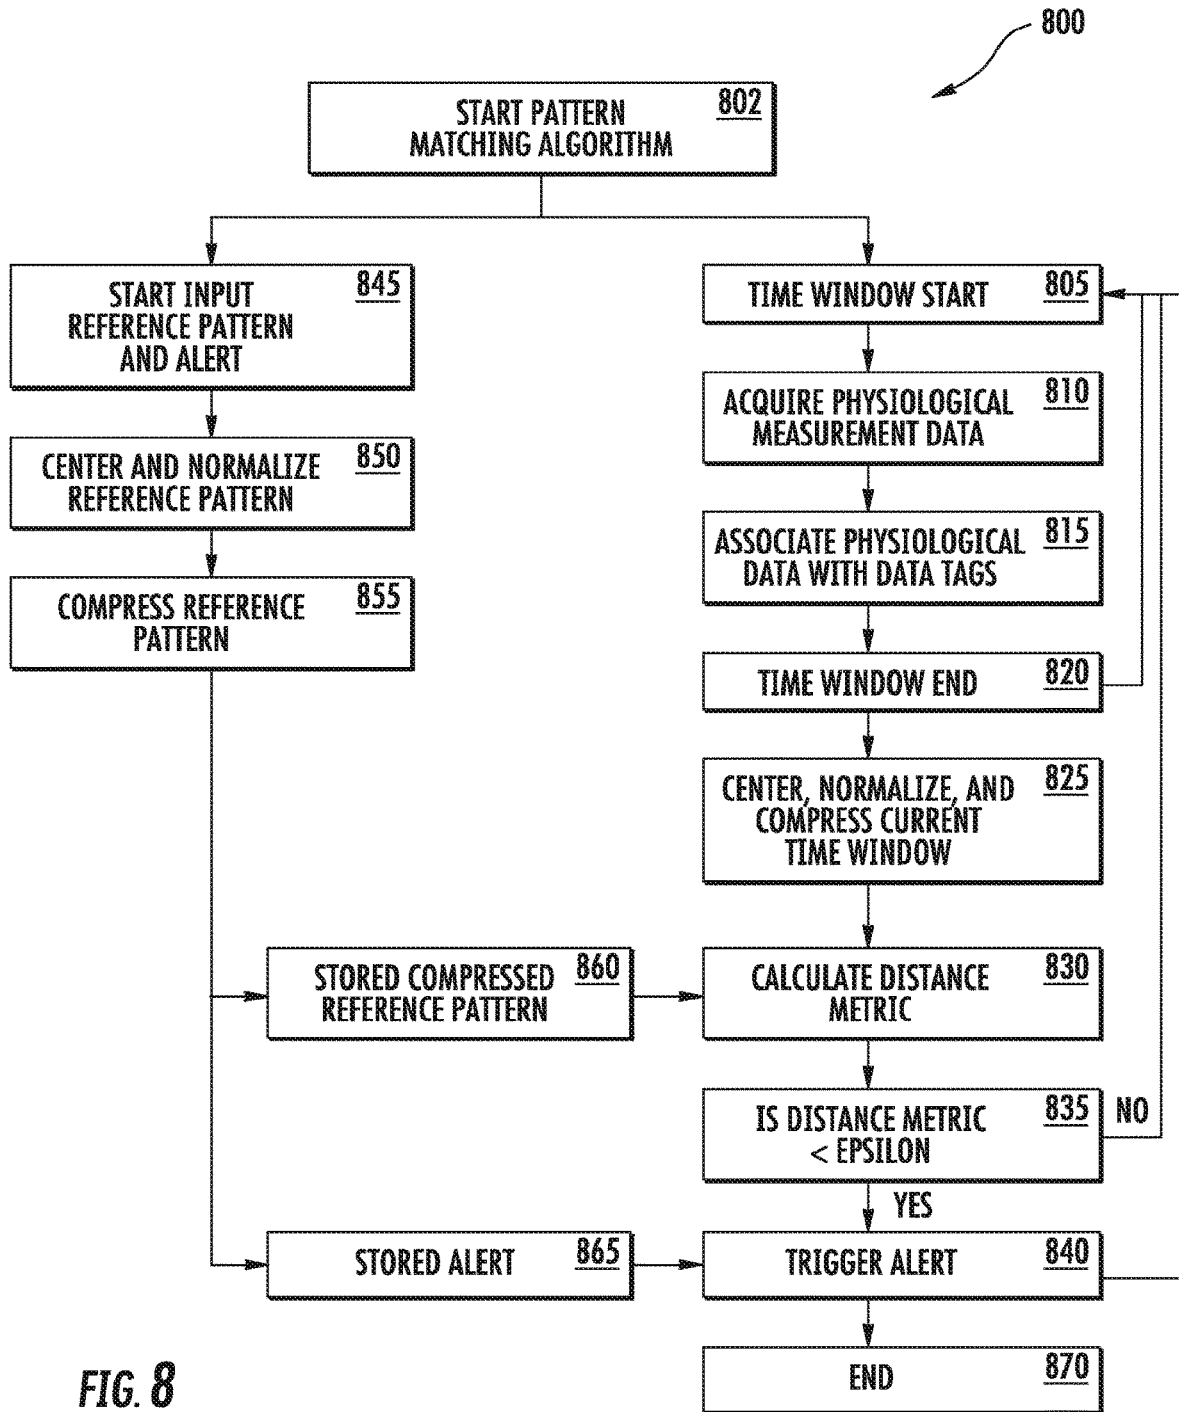 800
START PATTERN
MATCHING ALGORITHM
802
START INPUT
REFERENCE PATTERN
AND ALERT
845
CENTER AND NORMALIZE
REFERENCE PATTERN
850
COMPRESS REFERENCE
PATTERN
855
TIME WINDOW START
805
ACQUIRE PHYSIOLOGICAL
MEASUREMENT DATA
810
ASSOCIATE PHYSIOLOGICAL
DATA WITH DATA TAGS
815
TIME WINDOW END
820
CENTER, NORMALIZE, AND
COMPRESS CURRENT
TIME WINDOW
825
STORED COMPRESSED
REFERENCE PATTERN
860
CALCULATE DISTANCE
METRIC
830
IS DISTANCE METRIC
< EPSILON
835
NO
YES
STORED ALERT
865
TRIGGER ALERT
840
END
870
FIG. 8